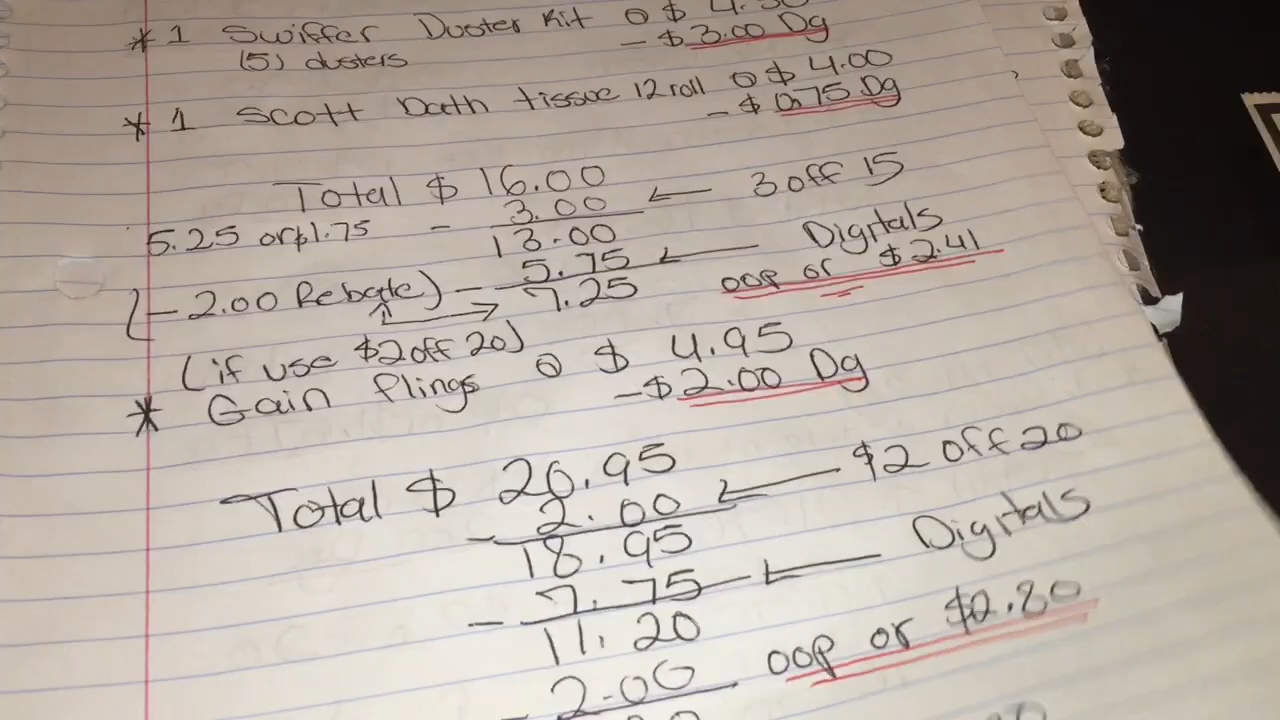 * 1 Swiffer Duster Kit @ $ 4.50
(5) dusters - $3.00 Dg
* 1 Scott Bath tissue 12 roll @ $ 4.00
- $ 0.75 Dg
Total $ 16.00
5.25 or $1.75 - 3.00 ← 3 off 15
13.00
(- 2.00 Rebate) - 5.75 ← Digitals
7.25 oop or $2.41
(if use $2 off 20)
* Gain flings @ $ 4.95
- $2.00 Dg
Total $ 20.95
- 2.00 ← $2 off 20
18.95
- 7.75 ← Digitals
11.20 oop or $2.80
- 2.00